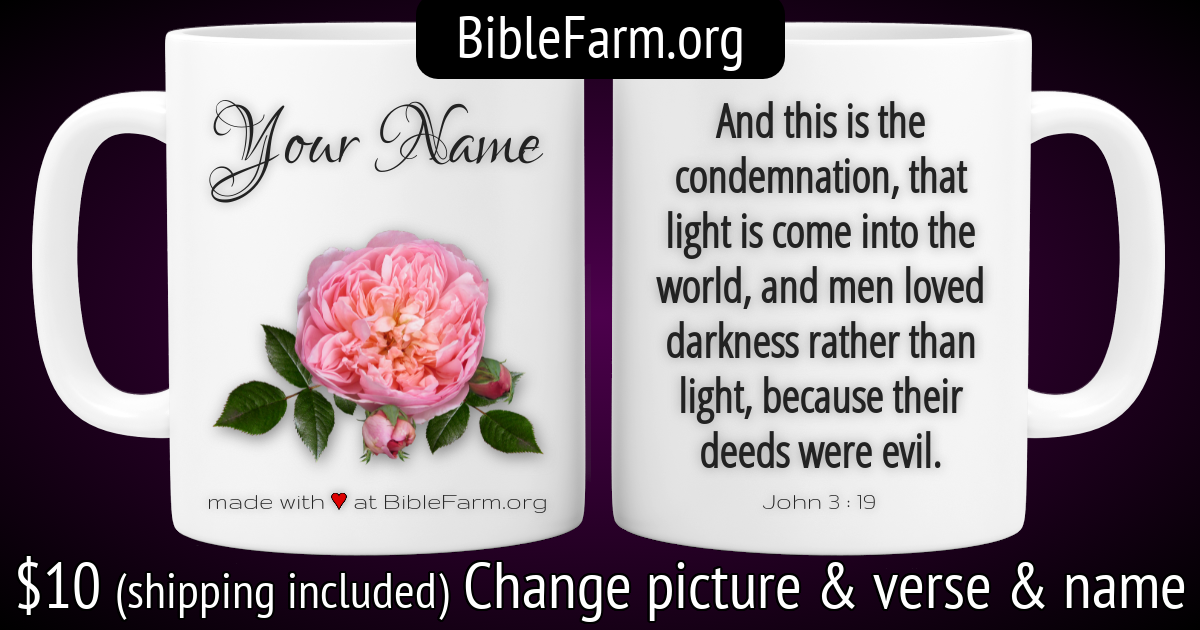 BibleFarm.org
Your Name
made with ♥ at BibleFarm.org
And this is the
condemnation, that
light is come into the
world, and men loved
darkness rather than
light, because their
deeds were evil.
John 3 : 19
$10 (shipping included) Change picture & verse & name